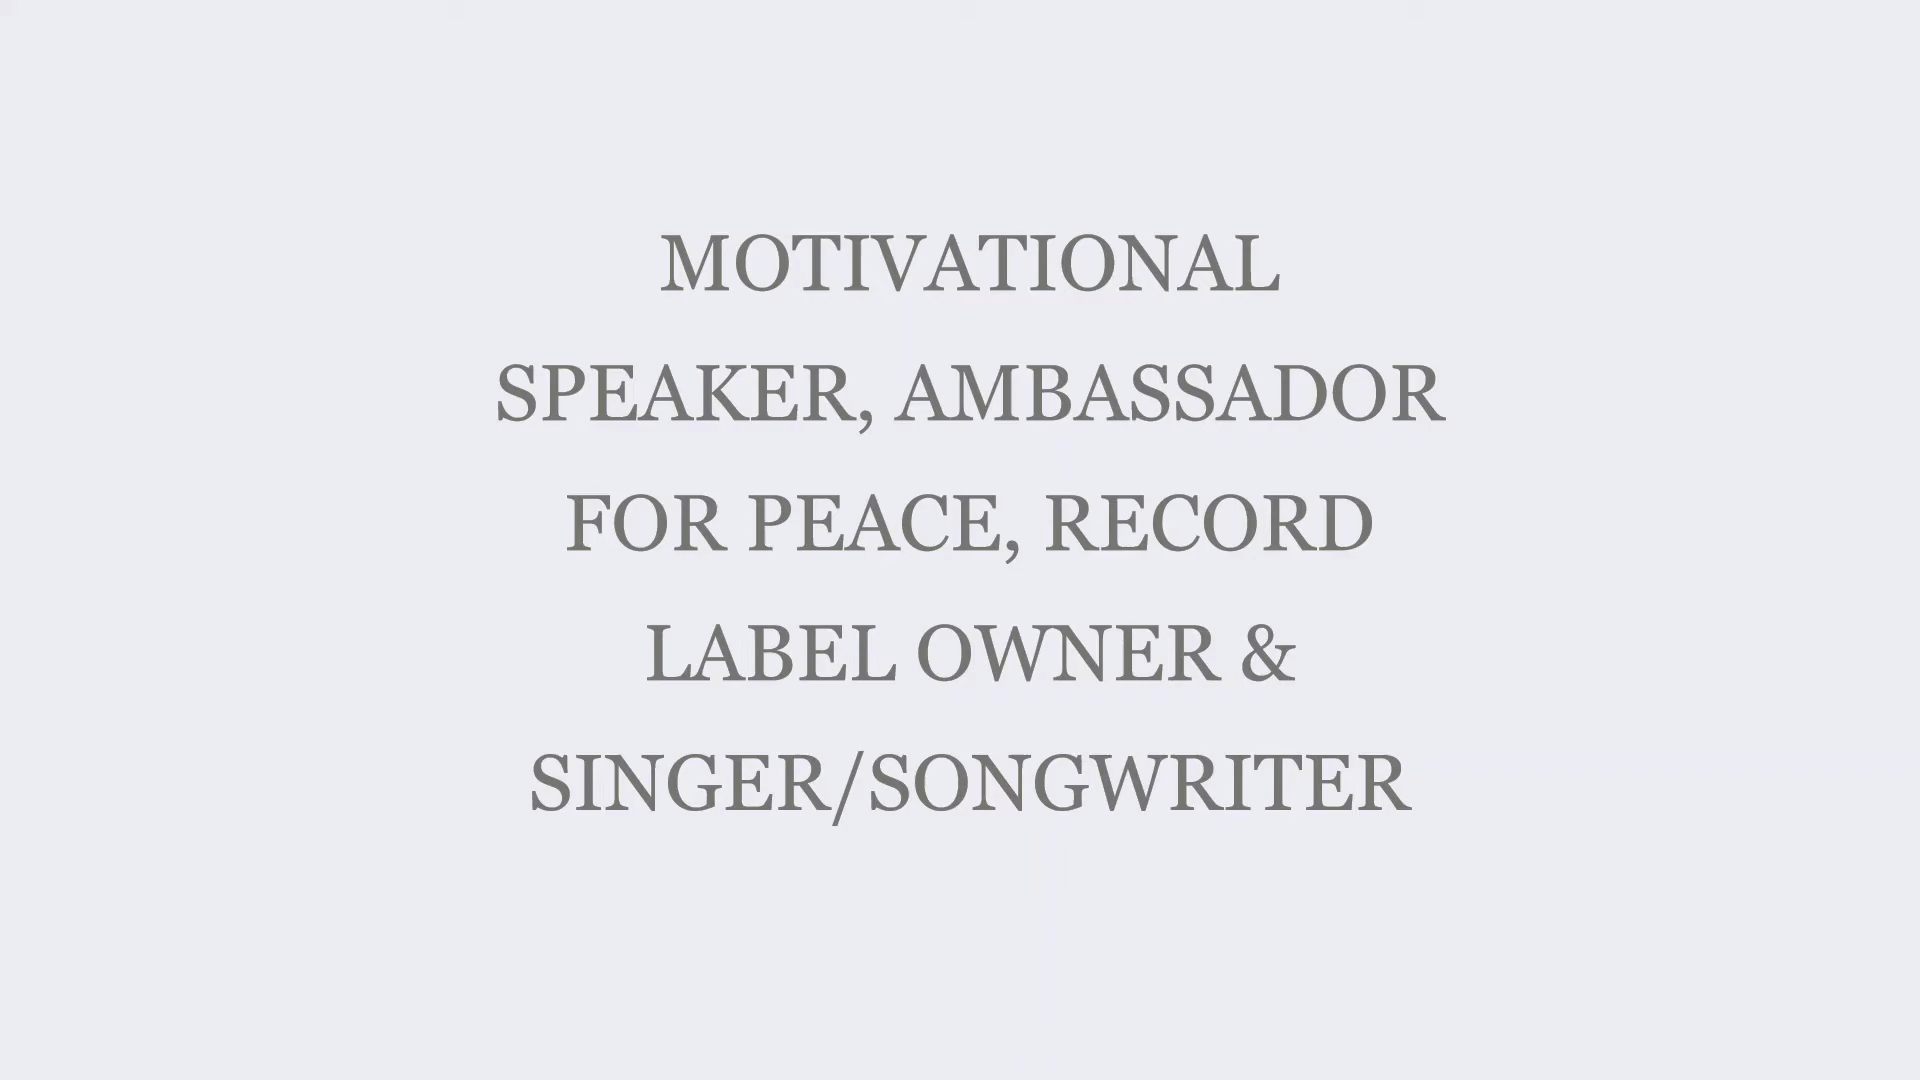 MOTIVATIONAL
SPEAKER, AMBASSADOR
FOR PEACE, RECORD
LABEL OWNER &
SINGER/SONGWRITER